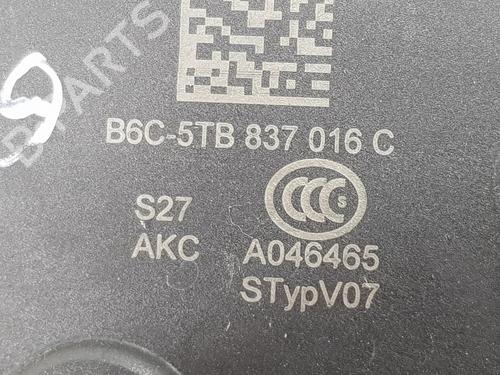 B6C-5TB 837 016 C
S27
CCC S
AKC A046465
STypV07
B PARTS